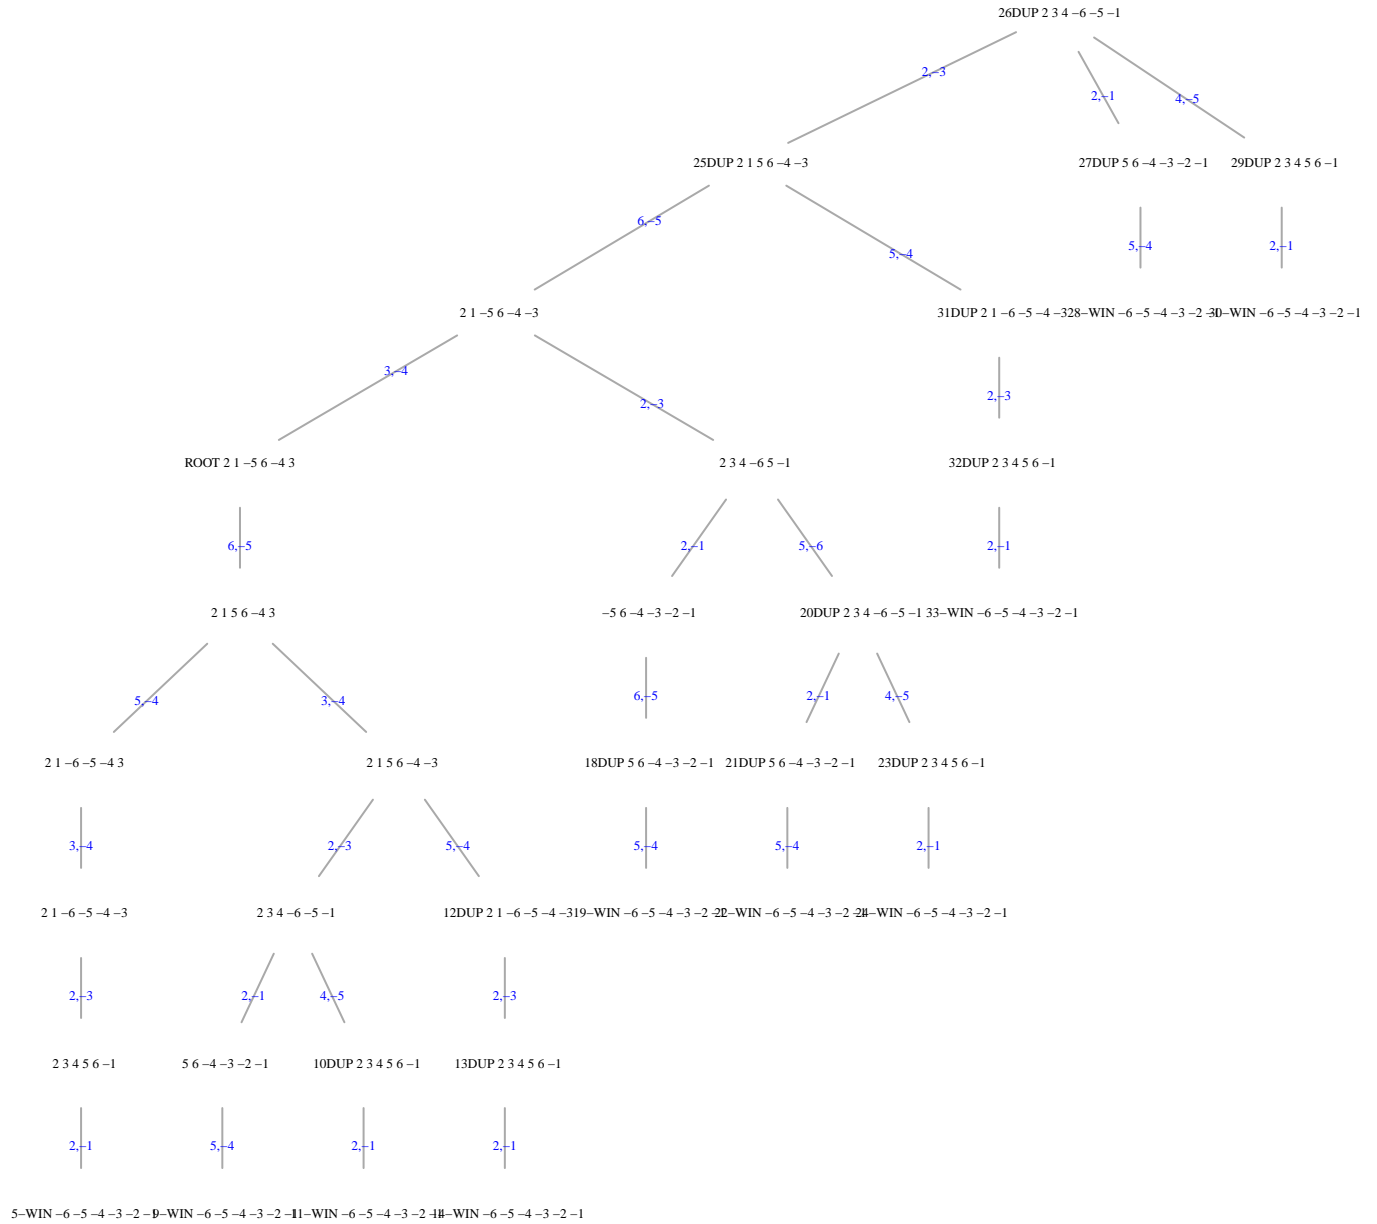 26DUP 2 3 4 −6 −5 −1
2,−3
2,−1
4,−5
25DUP 2 1 5 6 −4 −3
27DUP 5 6 −4 −3 −2 −1
29DUP 2 3 4 5 6 −1
6,−5
5,−4
5,−4
2,−1
2 1 −5 6 −4 −3
31DUP 2 1 −6 −5 −4 −3
28−WIN −6 −5 −4 −3 −2 −1
30−WIN −6 −5 −4 −3 −2 −1
3,−4
2,−3
2,−3
ROOT 2 1 −5 6 −4 3
2 3 4 −6 5 −1
32DUP 2 3 4 5 6 −1
6,−5
2,−1
5,−6
2,−1
2 1 5 6 −4 3
−5 6 −4 −3 −2 −1
20DUP 2 3 4 −6 −5 −1
33−WIN −6 −5 −4 −3 −2 −1
5,−4
3,−4
6,−5
2,−1
4,−5
2 1 −6 −5 −4 3
2 1 5 6 −4 −3
18DUP 5 6 −4 −3 −2 −1
21DUP 5 6 −4 −3 −2 −1
23DUP 2 3 4 5 6 −1
3,−4
2,−3
5,−4
5,−4
5,−4
2,−1
2 1 −6 −5 −4 −3
2 3 4 −6 −5 −1
12DUP 2 1 −6 −5 −4 −3
19−WIN −6 −5 −4 −3 −2 −1
22−WIN −6 −5 −4 −3 −2 −1
24−WIN −6 −5 −4 −3 −2 −1
2,−3
2,−1
4,−5
2,−3
2 3 4 5 6 −1
5 6 −4 −3 −2 −1
10DUP 2 3 4 5 6 −1
13DUP 2 3 4 5 6 −1
2,−1
5,−4
2,−1
2,−1
5−WIN −6 −5 −4 −3 −2 −1
9−WIN −6 −5 −4 −3 −2 −1
11−WIN −6 −5 −4 −3 −2 −1
14−WIN −6 −5 −4 −3 −2 −1